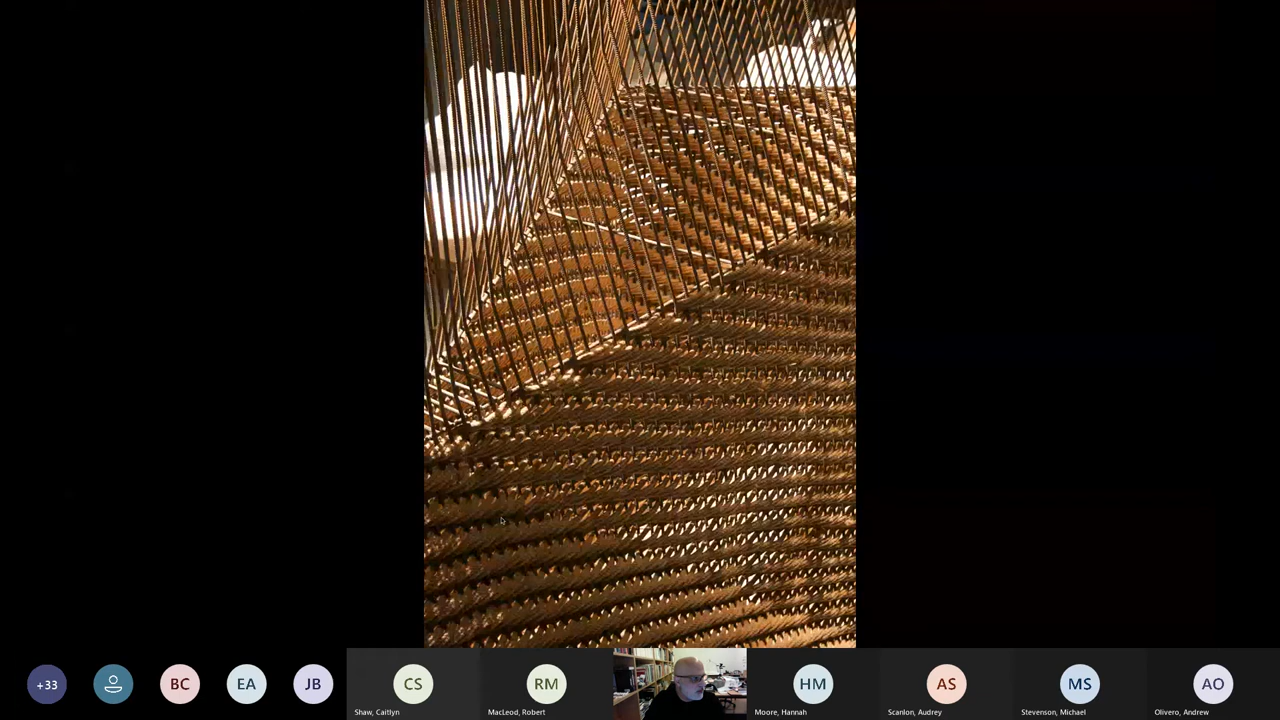 +33
BC
EA
JB
CS
Shaw, Caitlyn
RM
MacLeod, Robert
HM
Moore, Hannah
AS
Scanlon, Audrey
MS
Stevenson, Michael
AO
Olivero, Andrew